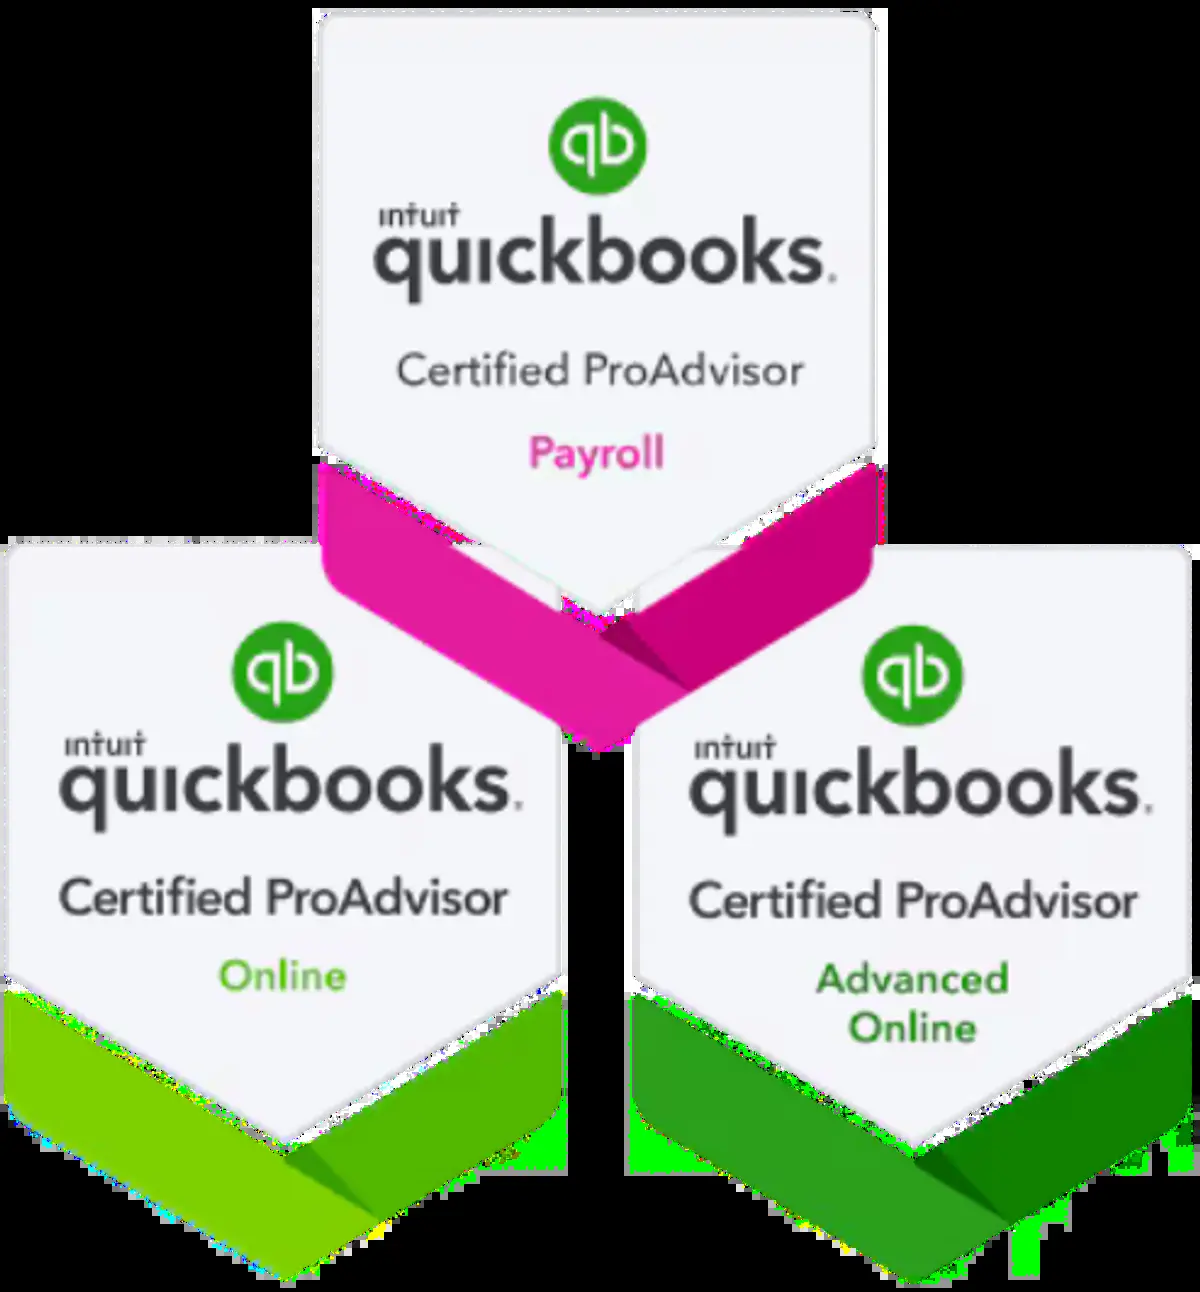 qb
intuit
quickbooks.
Certified ProAdvisor
Payroll
qb
intuit
quickbooks.
Certified ProAdvisor
Online
qb
intuit
quickbooks.
Certified ProAdvisor
Advanced
Online